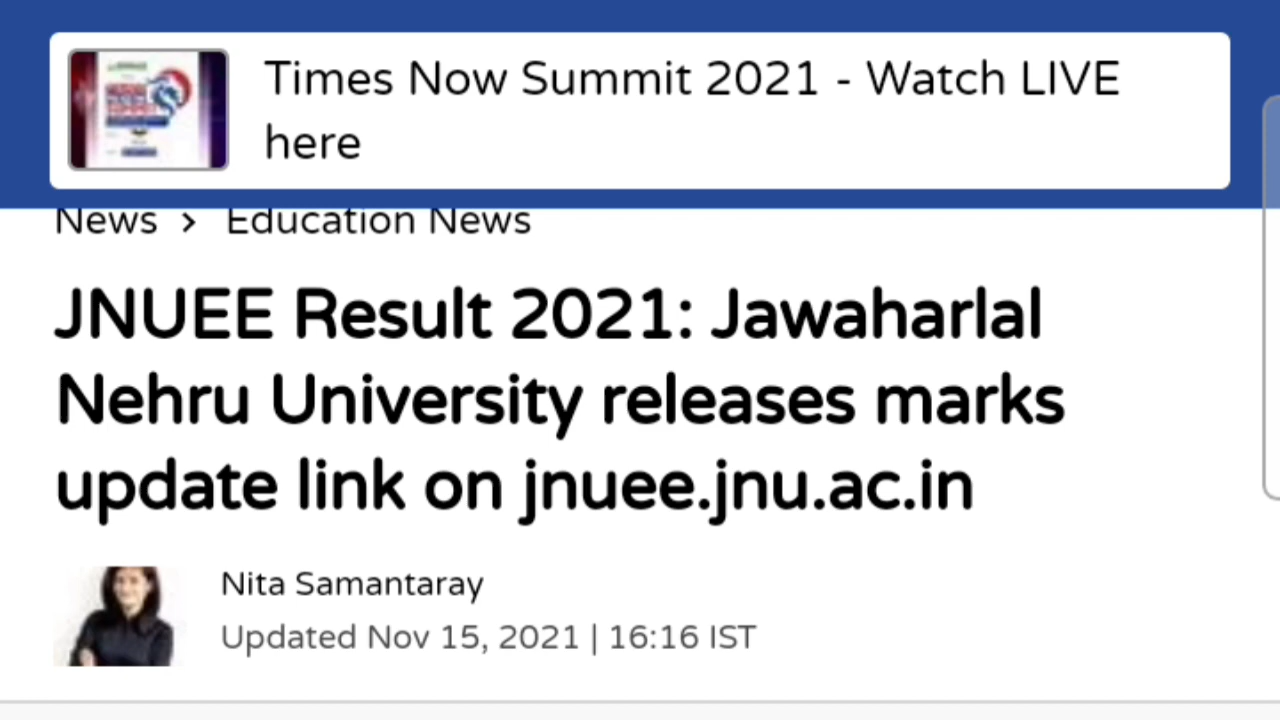 Times Now Summit 2021 - Watch LIVE
here
News > Education News
JNUEE Result 2021: Jawaharlal
Nehru University releases marks
update link on jnuee.jnu.ac.in
Nita Samantaray
Updated Nov 15, 2021 | 16:16 IST